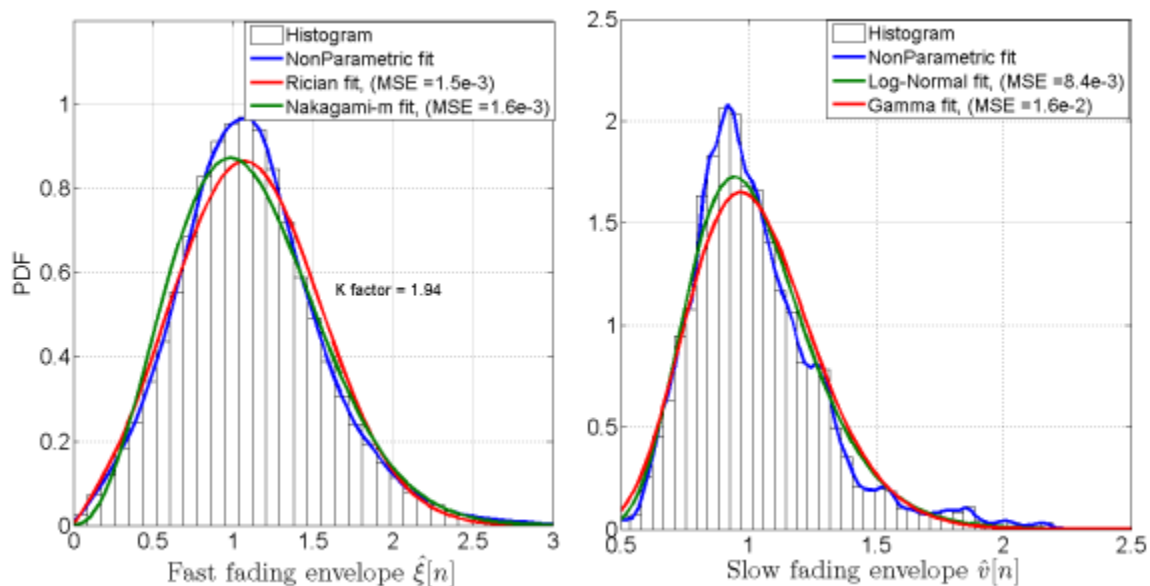 Histogram
NonParametric fit
Rician fit, (MSE =1.5e-3)
Nakagami-m fit, (MSE =1.6e-3)
PDF
1
0.8
0.6
0.4
0.2
0
K factor = 1.94
0
0.5
1
1.5
2
2.5
3
Fast fading envelope ξ̂[n]
Histogram
NonParametric fit
Log-Normal fit, (MSE =8.4e-3)
Gamma fit, (MSE =1.6e-2)
2.5
2
1.5
1
0.5
0
0.5
1
1.5
2
2.5
Slow fading envelope v̂[n]